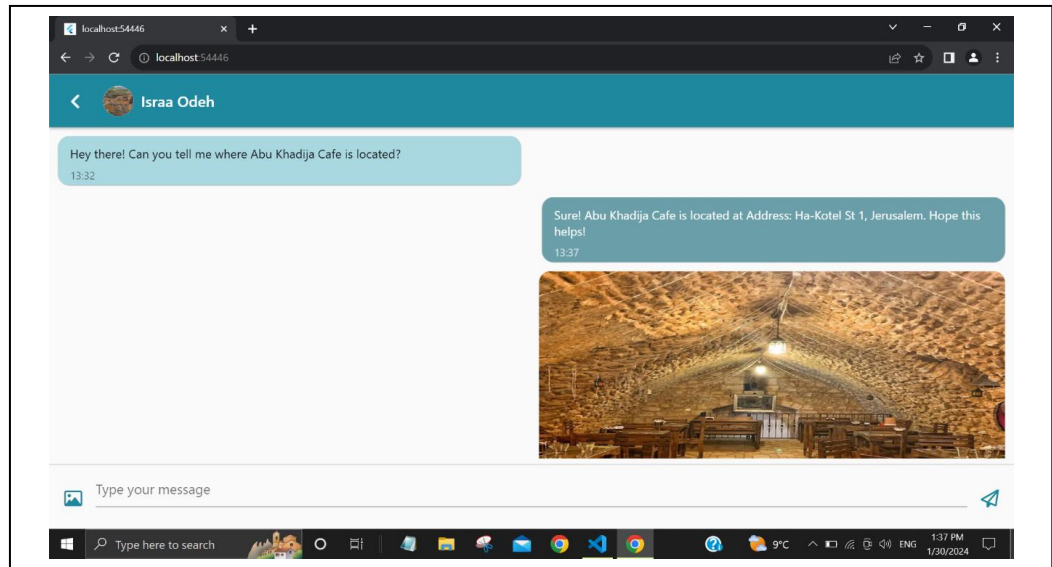 localhost:54446
localhost:54446
Israa Odeh
Hey there! Can you tell me where Abu Khadija Cafe is located?
13:32
Sure! Abu Khadija Cafe is located at Address: Ha-Kotel St 1, Jerusalem. Hope this
helps!
13:37
Type your message
Type here to search
9°C
ENG
1:37 PM
1/30/2024